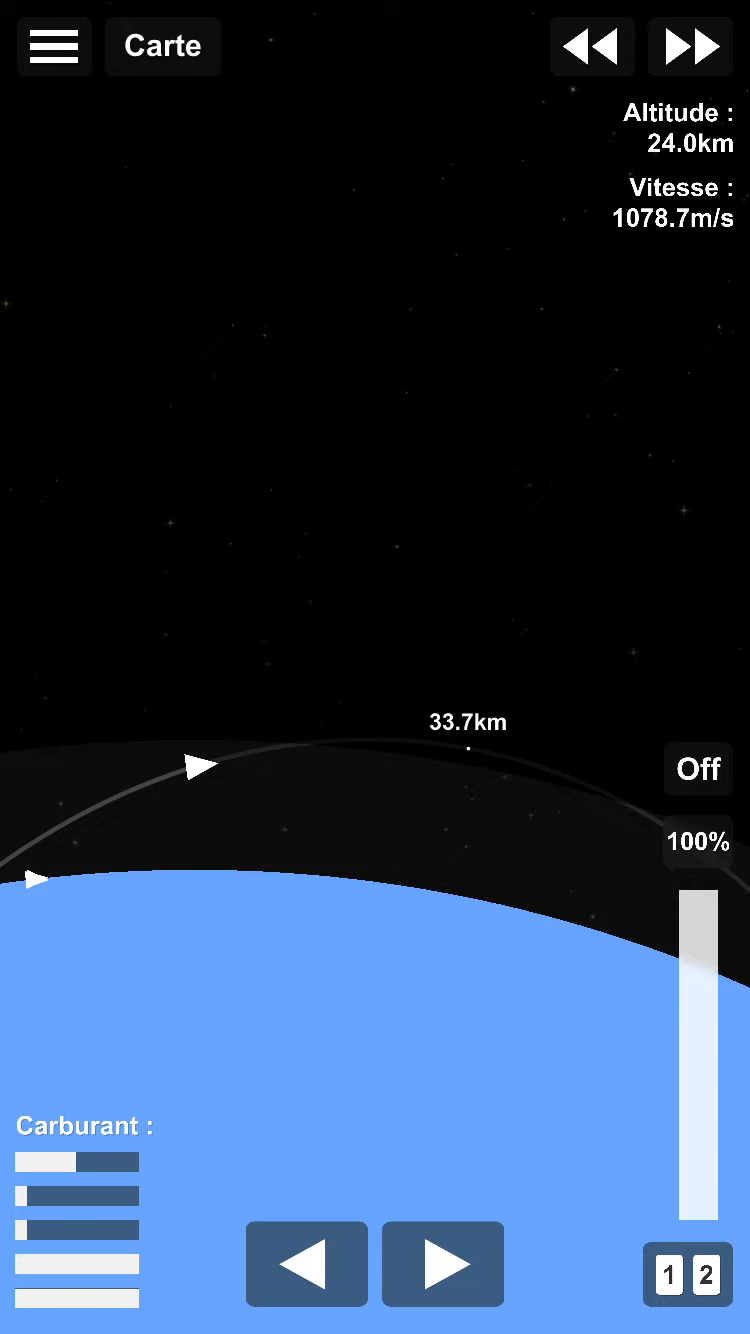 Carte
Altitude :
24.0km
Vitesse :
1078.7m/s
33.7km
Off
100%
Carburant :
1 2